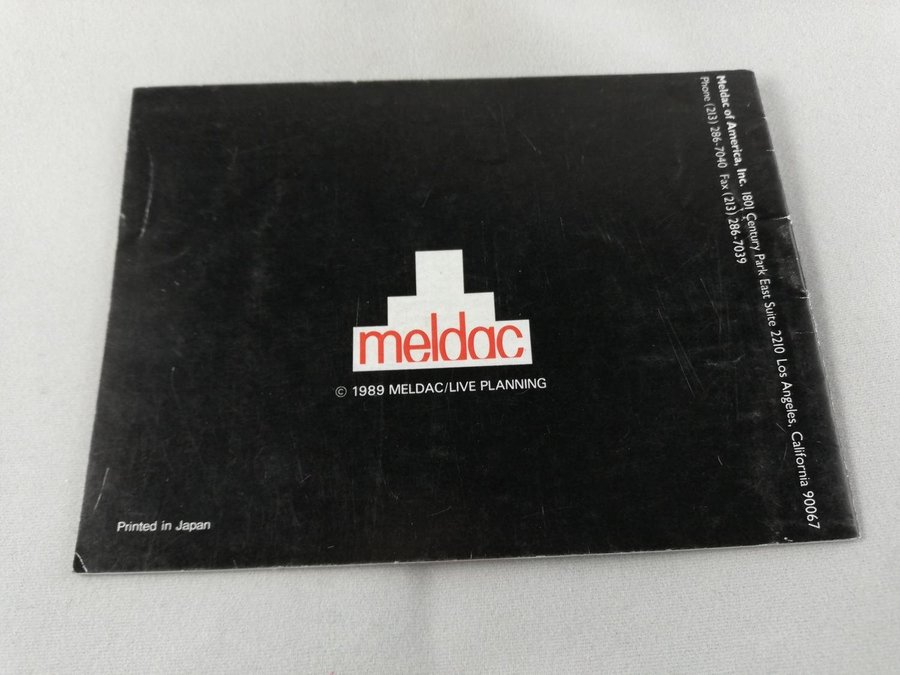 meldac
© 1989 MELDAC/LIVE PLANNING
Printed in Japan
Meldac of America, Inc. 1801 Century Park East Suite 2210 Los Angeles, California 90067
Phone (213) 286-7040 Fax (213) 286-7039